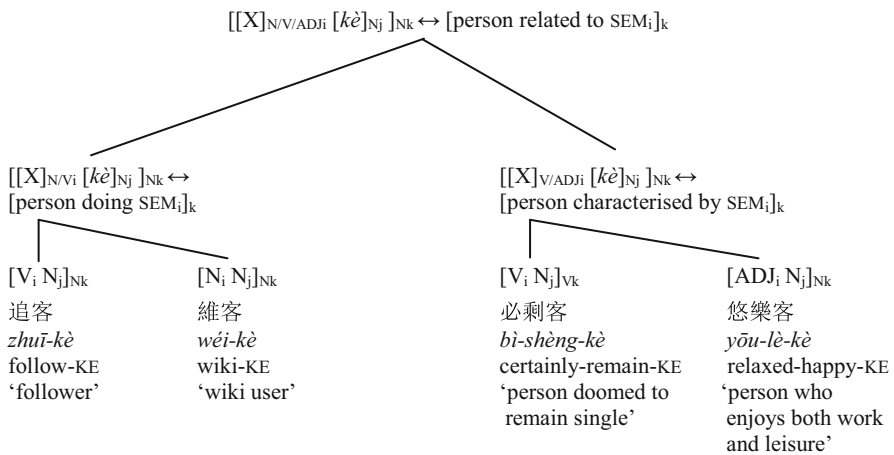 [[X]N/V/ADJi [kè]Nj ]Nk ↔ [person related to SEMi]k
[[X]N/Vi [kè]Nj ]Nk ↔
[person doing SEMi]k
[[X]V/ADJi [kè]Nj ]Nk ↔
[person characterised by SEMi]k
[Vi Nj]Nk
追客
zhuī-kè
follow-KE
‘follower’
[Ni Nj]Nk
維客
wéi-kè
wiki-KE
‘wiki user’
[Vi Nj]Vk
必剩客
bì-shèng-kè
certainly-remain-KE
‘person doomed to
remain single’
[ADJi Nj]Nk
悠樂客
yōu-lè-kè
relaxed-happy-KE
‘person who
enjoys both work
and leisure’